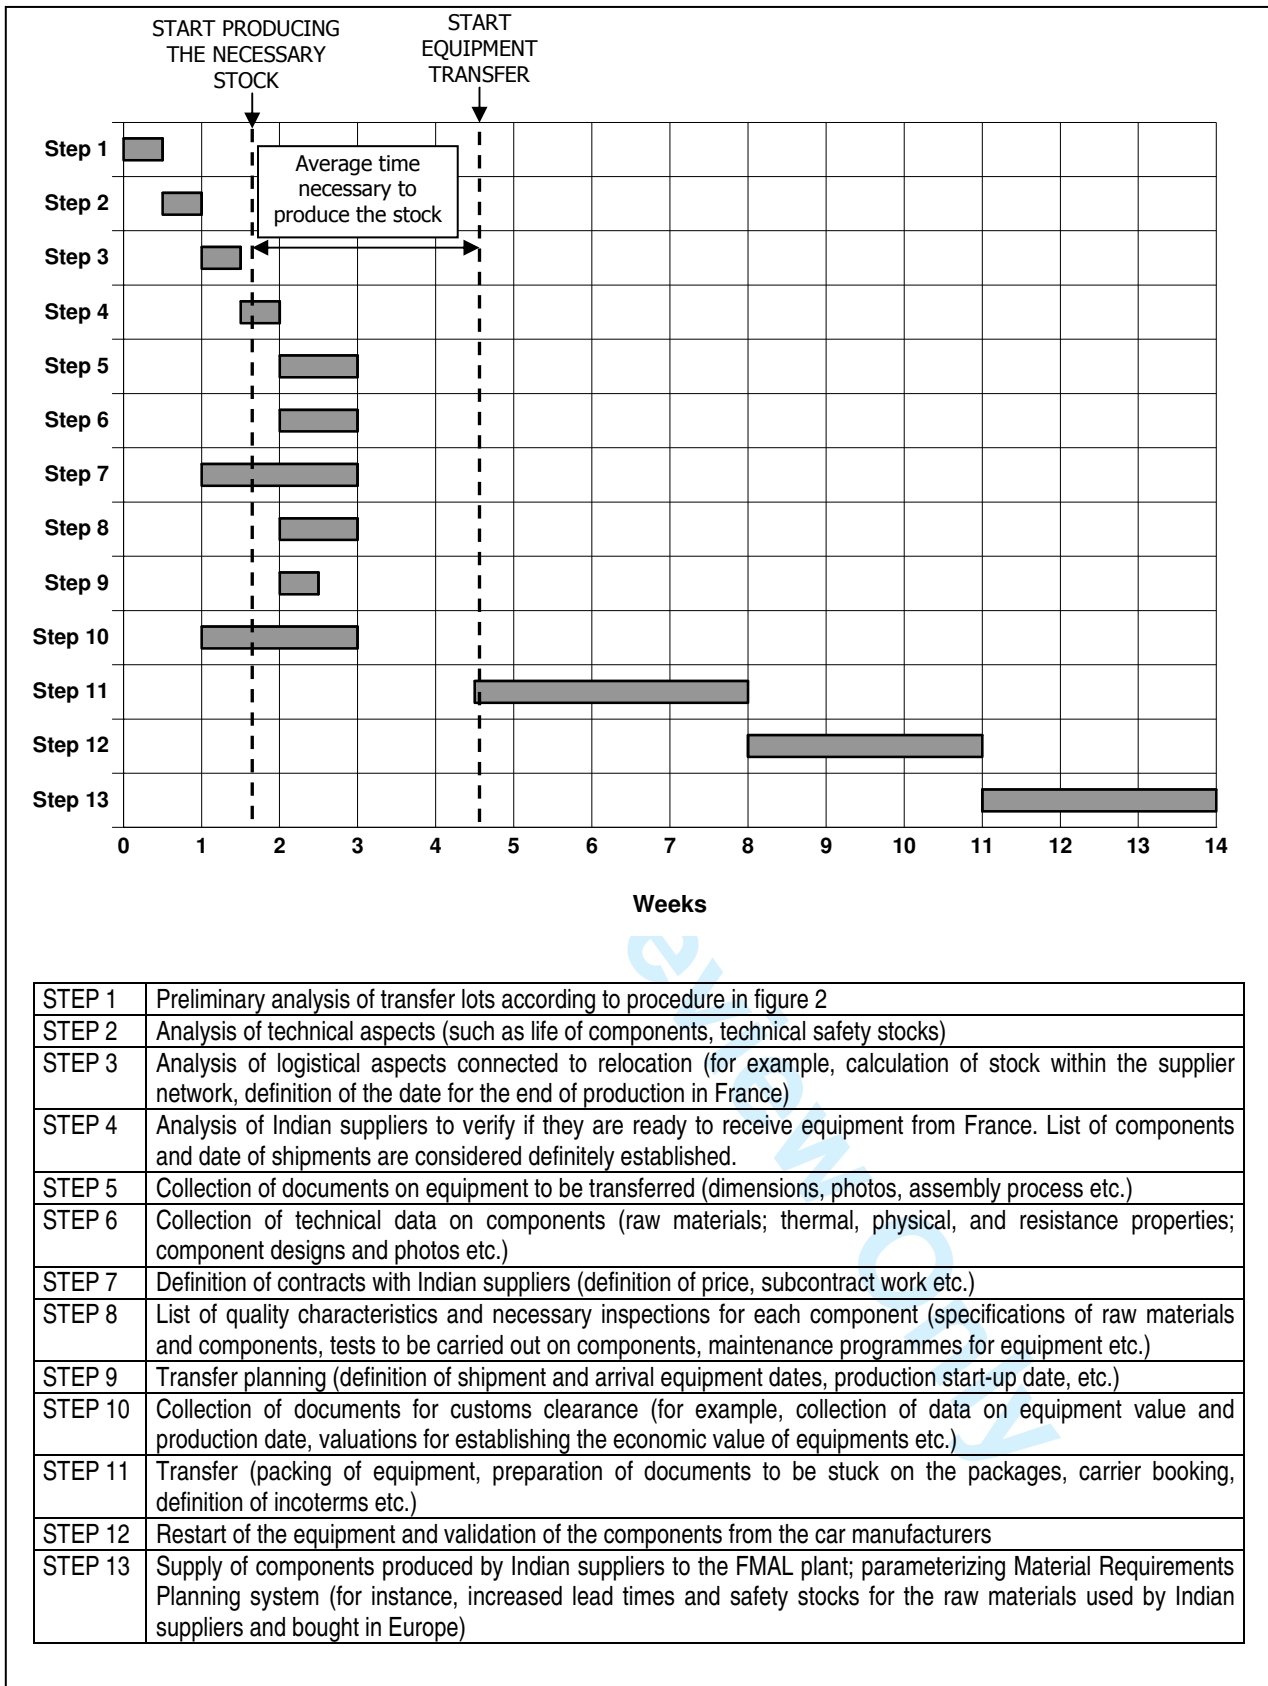 START PRODUCING
THE NECESSARY
STOCK
START
EQUIPMENT
TRANSFER
Average time
necessary to
produce the stock
Step 1
Step 2
Step 3
Step 4
Step 5
Step 6
Step 7
Step 8
Step 9
Step 10
Step 11
Step 12
Step 13
0 1 2 3 4 5 6 7 8 9 10 11 12 13 14
Weeks
STEP 1 Preliminary analysis of transfer lots according to procedure in figure 2
STEP 2 Analysis of technical aspects (such as life of components, technical safety stocks)
STEP 3 Analysis of logistical aspects connected to relocation (for example, calculation of stock within the supplier
network, definition of the date for the end of production in France)
STEP 4 Analysis of Indian suppliers to verify if they are ready to receive equipment from France. List of components
and date of shipments are considered definitely established.
STEP 5 Collection of documents on equipment to be transferred (dimensions, photos, assembly process etc.)
STEP 6 Collection of technical data on components (raw materials; thermal, physical, and resistance properties;
component designs and photos etc.)
STEP 7 Definition of contracts with Indian suppliers (definition of price, subcontract work etc.)
STEP 8 List of quality characteristics and necessary inspections for each component (specifications of raw materials
and components, tests to be carried out on components, maintenance programmes for equipment etc.)
STEP 9 Transfer planning (definition of shipment and arrival equipment dates, production start-up date, etc.)
STEP 10 Collection of documents for customs clearance (for example, collection of data on equipment value and
production date, valuations for establishing the economic value of equipments etc.)
STEP 11 Transfer (packing of equipment, preparation of documents to be stuck on the packages, carrier booking,
definition of incoterms etc.)
STEP 12 Restart of the equipment and validation of the components from the car manufacturers
STEP 13 Supply of components produced by Indian suppliers to the FMAL plant; parameterizing Material Requirements
Planning system (for instance, increased lead times and safety stocks for the raw materials used by Indian
suppliers and bought in Europe)
eview Only